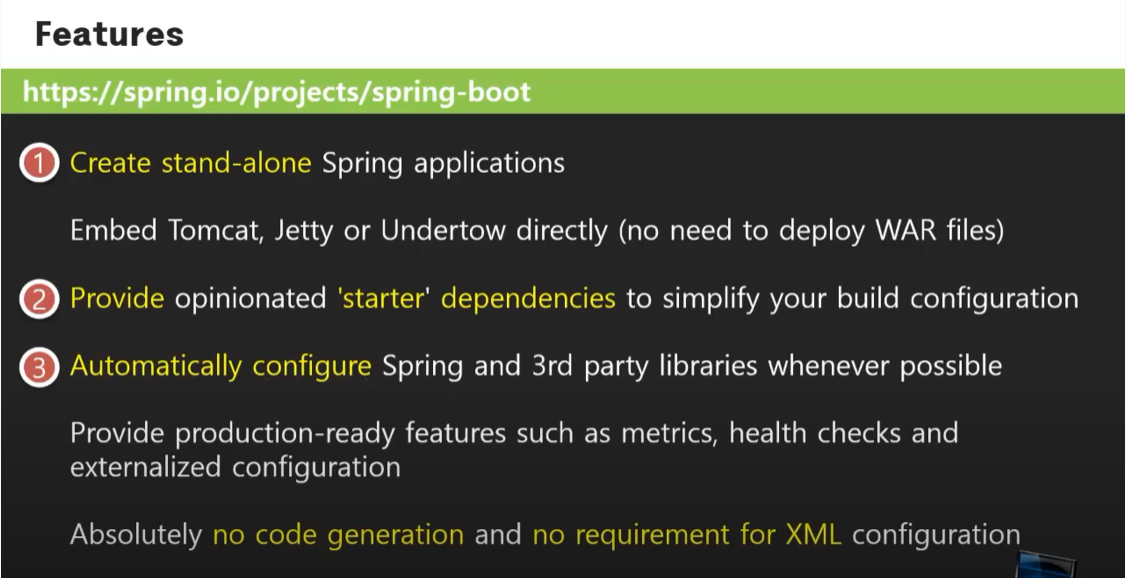 Features
https://spring.io/projects/spring-boot
1 Create stand-alone Spring applications
Embed Tomcat, Jetty or Undertow directly (no need to deploy WAR files)
2 Provide opinionated 'starter' dependencies to simplify your build configuration
3 Automatically configure Spring and 3rd party libraries whenever possible
Provide production-ready features such as metrics, health checks and
externalized configuration
Absolutely no code generation and no requirement for XML configuration